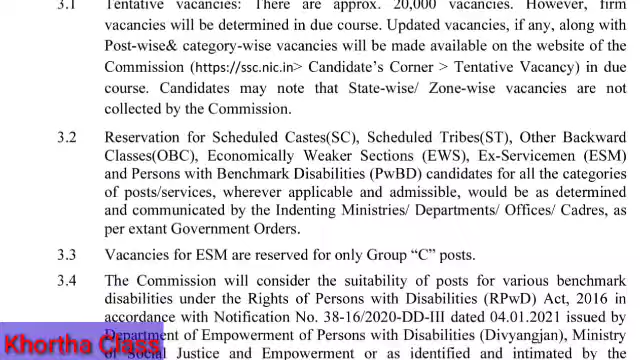 3.1 Tentative vacancies: There are approx. 20,000 vacancies. However, firm
vacancies will be determined in due course. Updated vacancies, if any, along with
Post-wise& category-wise vacancies will be made available on the website of the
Commission (https://ssc.nic.in> Candidate's Corner > Tentative Vacancy) in due
course. Candidates may note that State-wise/ Zone-wise vacancies are not
collected by the Commission.
3.2 Reservation for Scheduled Castes(SC), Scheduled Tribes(ST), Other Backward
Classes(OBC), Economically Weaker Sections (EWS), Ex-Servicemen (ESM)
and Persons with Benchmark Disabilities (PwBD) candidates for all the categories
of posts/services, wherever applicable and admissible, would be as determined
and communicated by the Indenting Ministries/ Departments/ Offices/ Cadres, as
per extant Government Orders.
3.3 Vacancies for ESM are reserved for only Group “C” posts.
3.4 The Commission will consider the suitability of posts for various benchmark
disabilities under the Rights of Persons with Disabilities (RPwD) Act, 2016 in
accordance with Notification No. 38-16/2020-DD-III dated 04.01.2021 issued by
Department of Empowerment of Persons with Disabilities (Divyangjan), Ministry
of Social Justice and Empowerment or as identified and intimated by the
Khortha Class